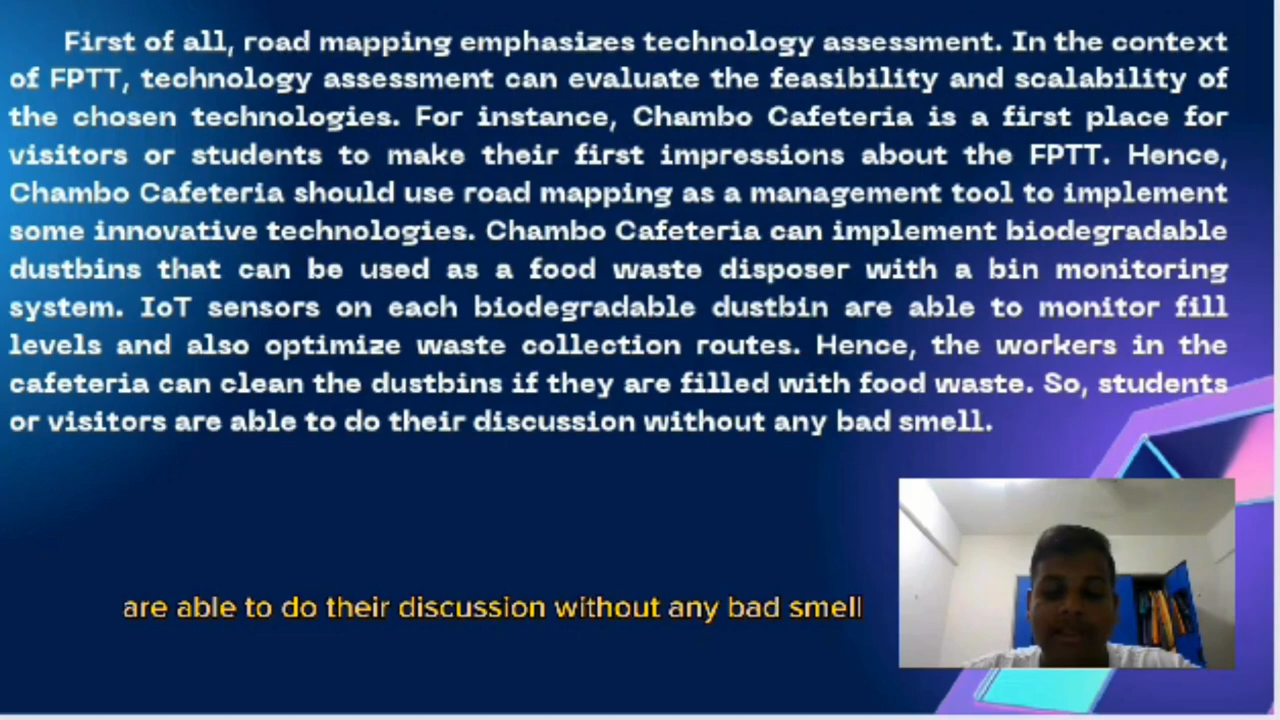 First of all, road mapping emphasizes technology assessment. In the context
of FPTT, technology assessment can evaluate the feasibility and scalability of
the chosen technologies. For instance, Chambo Cafeteria is a first place for
visitors or students to make their first impressions about the FPTT. Hence,
Chambo Cafeteria should use road mapping as a management tool to implement
some innovative technologies. Chambo Cafeteria can implement biodegradable
dustbins that can be used as a food waste disposer with a bin monitoring
system. IoT sensors on each biodegradable dustbin are able to monitor fill
levels and also optimize waste collection routes. Hence, the workers in the
cafeteria can clean the dustbins if they are filled with food waste. So, students
or visitors are able to do their discussion without any bad smell.
are able to do their discussion without any bad smell